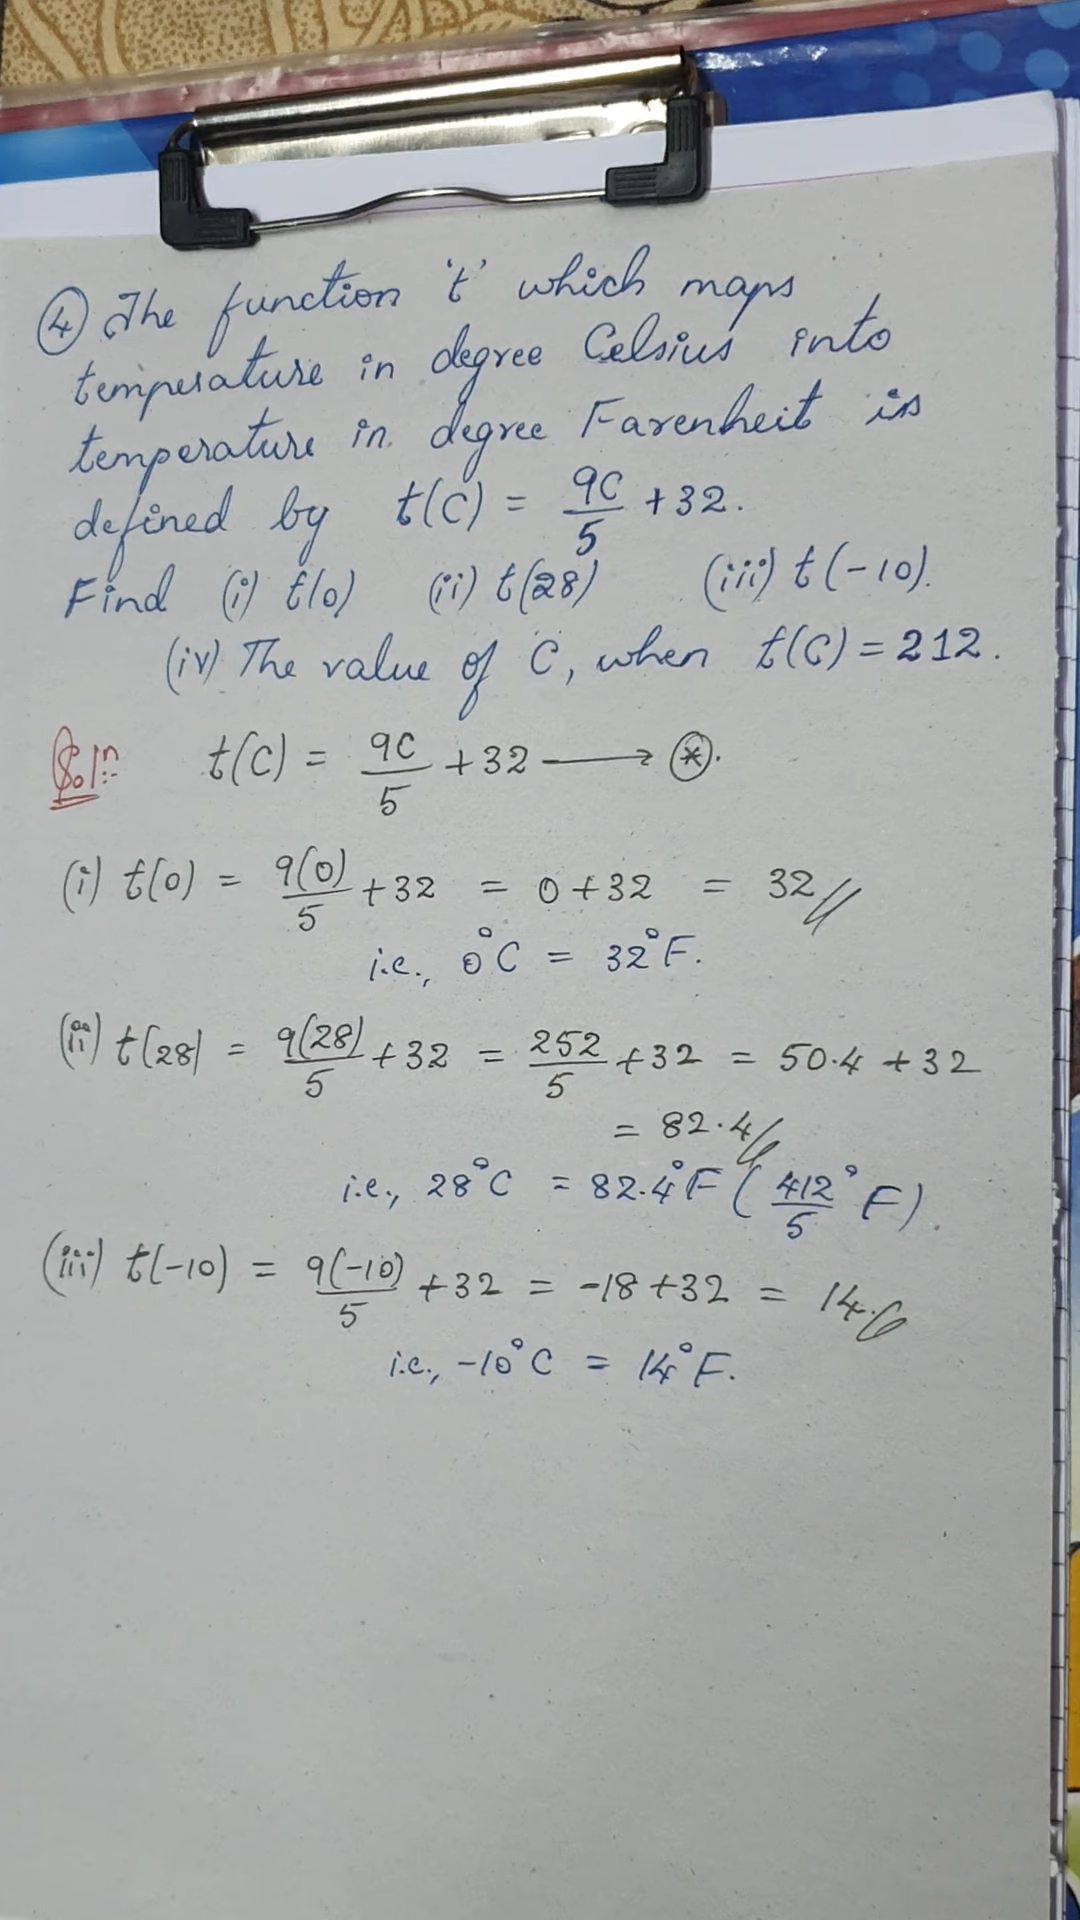 ④ The function 't' which maps
temperature in degree Celsius into
temperature in degree Farenheit is
defined by t(C) = 9C/5 + 32.
Find (i) t(0) (ii) t(28) (iii) t(-10).
(iv) The value of C, when t(C) = 212.
Soln:- t(C) = 9C/5 + 32 ⟶ ⊛.
(i) t(0) = 9(0)/5 + 32 = 0 + 32 = 32//
i.e., 0°C = 32°F.
(ii) t(28) = 9(28)/5 + 32 = 252/5 + 32 = 50.4 + 32
= 82.4//
i.e., 28°C = 82.4°F (412/5 °F).
(iii) t(-10) = 9(-10)/5 + 32 = -18 + 32 = 14.//
i.e., -10°C = 14°F.